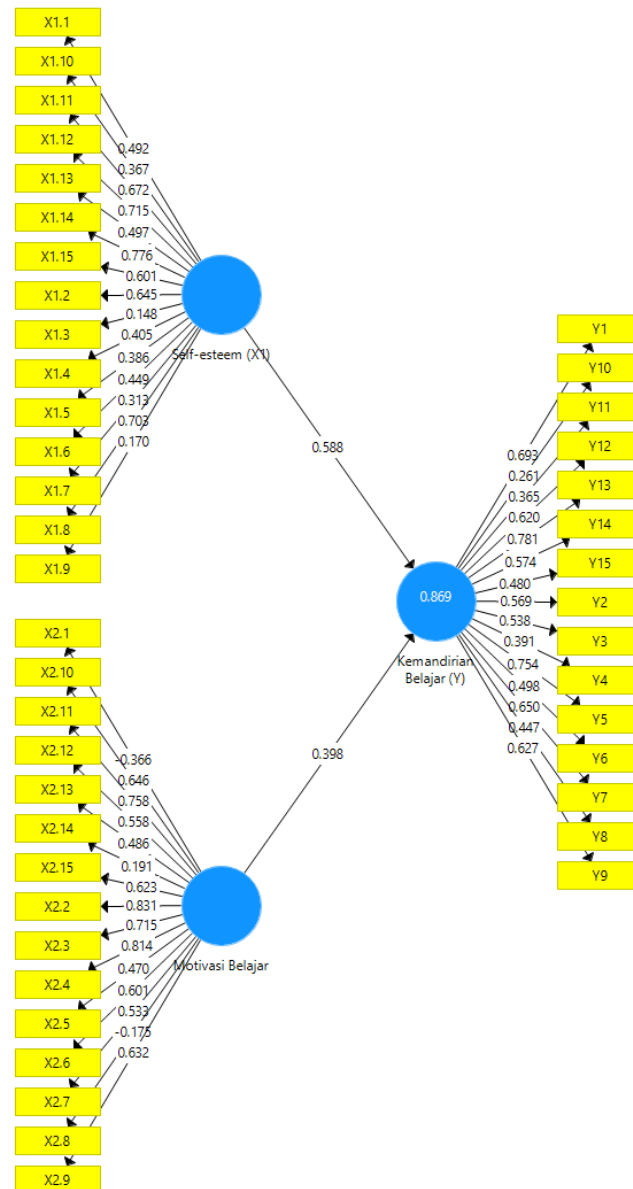 X1.1
X1.10
X1.11
X1.12
X1.13
X1.14
X1.15
X1.2
X1.3
X1.4
X1.5
X1.6
X1.7
X1.8
X1.9
0.492
0.367
0.672
0.715
0.497
0.776
0.601
0.645
0.148
0.405
0.386
0.449
0.313
0.703
0.170
Self-esteem (X1)
0.588
X2.1
X2.10
X2.11
X2.12
X2.13
X2.14
X2.15
X2.2
X2.3
X2.4
X2.5
X2.6
X2.7
X2.8
X2.9
-0.366
0.646
0.758
0.558
0.486
0.191
0.623
0.831
0.715
0.814
0.470
0.601
0.533
-0.175
0.632
Motivasi Belajar
0.398
0.869
Kemandirian
Belajar (Y)
0.693
0.261
0.365
0.620
0.781
0.574
0.480
0.569
0.538
0.391
0.754
0.498
0.650
0.447
0.627
Y1
Y10
Y11
Y12
Y13
Y14
Y15
Y2
Y3
Y4
Y5
Y6
Y7
Y8
Y9